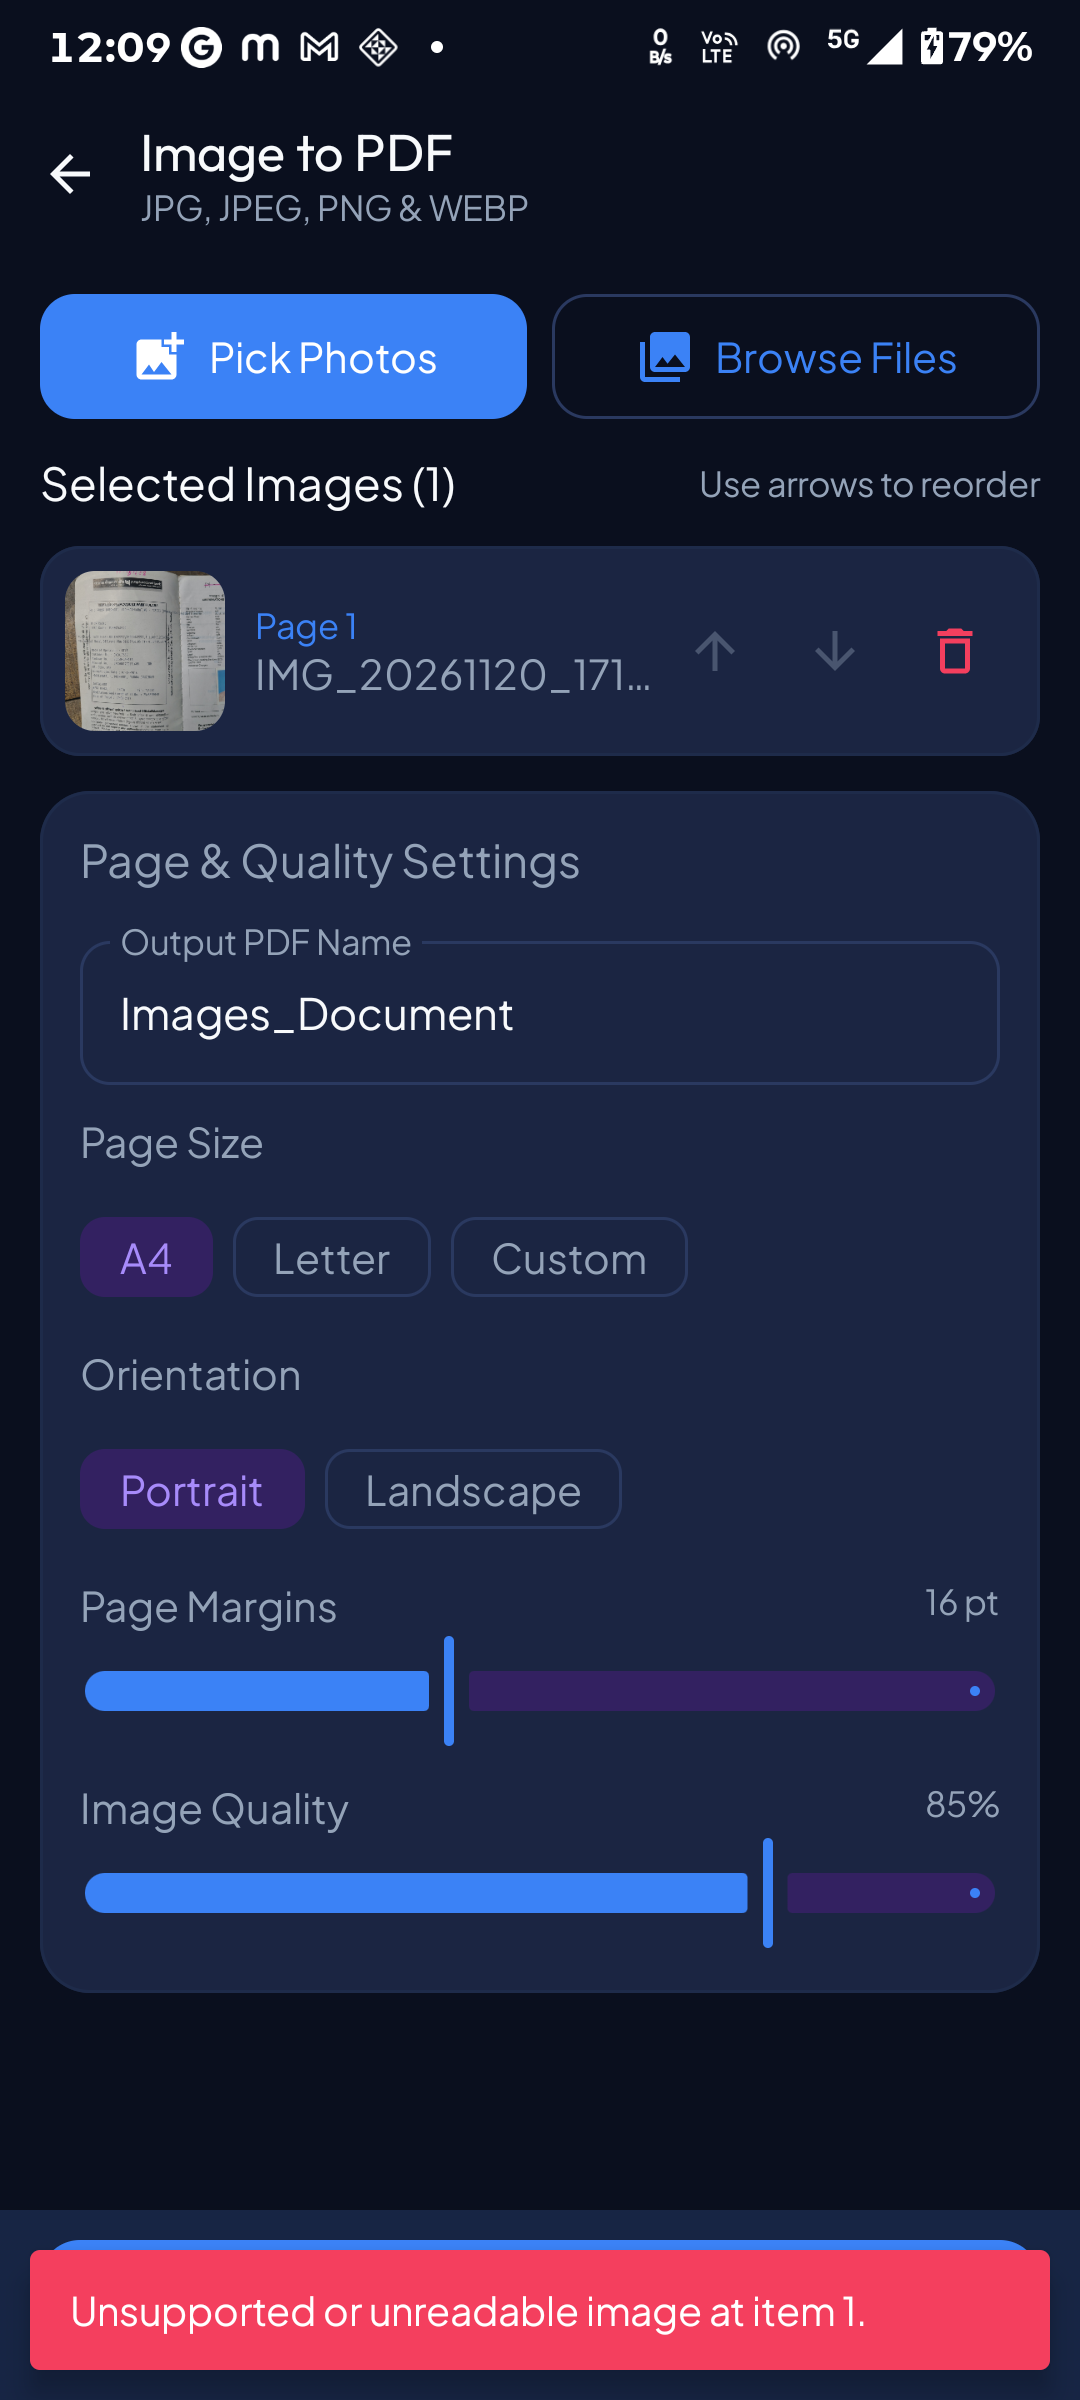 12:09
0 B/s
Vo LTE
5G
79%
Image to PDF
JPG, JPEG, PNG & WEBP
Pick Photos
Browse Files
Selected Images (1)
Use arrows to reorder
Page 1
IMG_20261120_171...
Page & Quality Settings
Output PDF Name
Images_Document
Page Size
A4
Letter
Custom
Orientation
Portrait
Landscape
Page Margins
16 pt
Image Quality
85%
Unsupported or unreadable image at item 1.